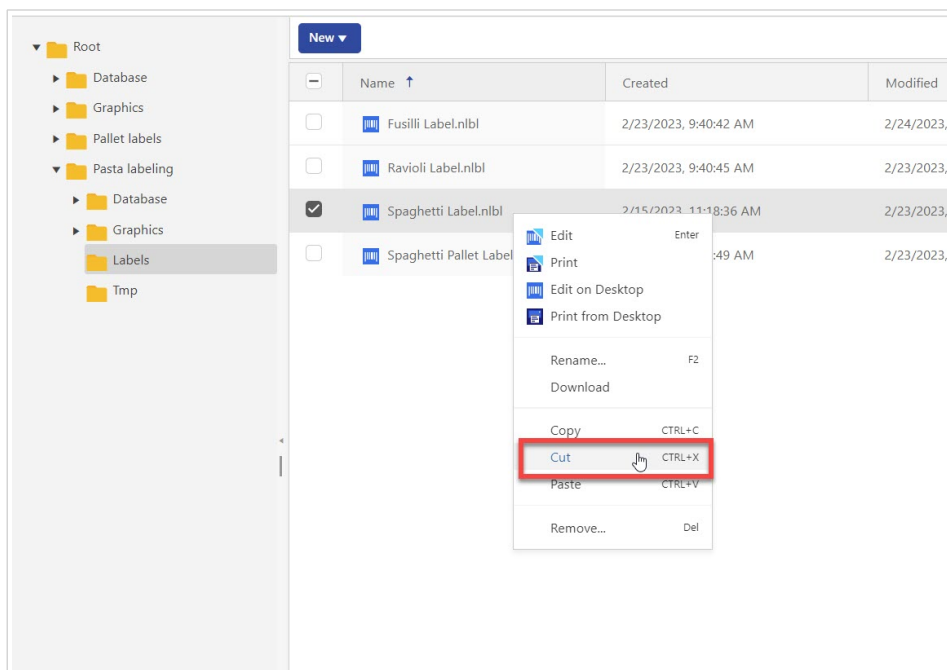 Root
Database
Graphics
Pallet labels
Pasta labeling
Database
Graphics
Labels
Tmp
New
Name Created Modified
Fusilli Label.nlbl 2/23/2023, 9:40:42 AM 2/24/2023,
Ravioli Label.nlbl 2/23/2023, 9:40:45 AM 2/23/2023,
Spaghetti Label.nlbl 2/15/2023, 11:18:36 AM 2/23/2023,
Spaghetti Pallet Label :49 AM 2/23/2023,
Edit Enter
Print
Edit on Desktop
Print from Desktop
Rename... F2
Download
Copy CTRL+C
Cut CTRL+X
Paste CTRL+V
Remove... Del